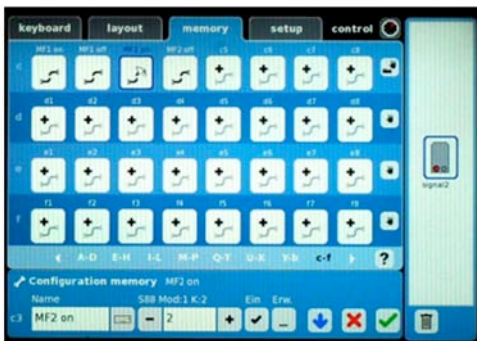 keyboard layout memory setup control
MF1 on MF1 off MF2 on MF2 off c5 c6 c7 c8
c
d1 d2 d3 d4 d5 d6 d7 d8
d
e1 e2 e3 e4 e5 e6 e7 e8
e
f1 f2 f3 f4 f5 f6 f7 f8
f
A-D E-H I-L M-P Q-T U-X Y-b c-f ?
signal2
Configuration memory MF2 on
Name S88 Mod:1 K:2 Ein Erw.
c3 MF2 on - 2 + ...